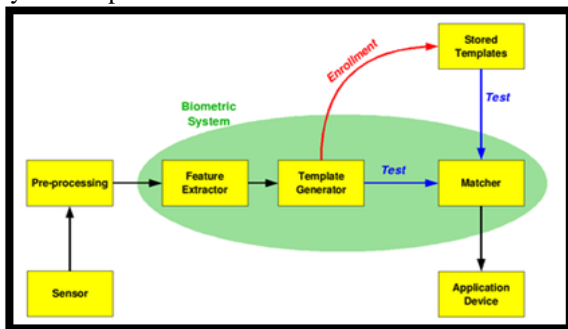 Stored
Templates
Enrollment
Test
Biometric
System
Pre-processing
Feature
Extractor
Template
Generator
Test
Matcher
Sensor
Application
Device